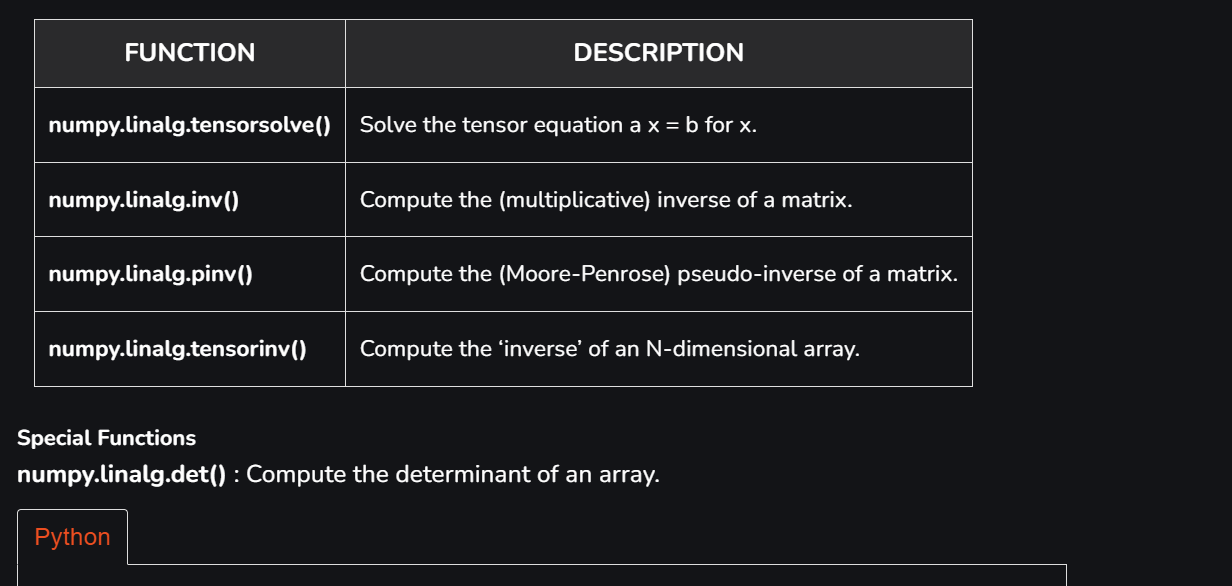 FUNCTION DESCRIPTION
numpy.linalg.tensorsolve() Solve the tensor equation a x = b for x.
numpy.linalg.inv() Compute the (multiplicative) inverse of a matrix.
numpy.linalg.pinv() Compute the (Moore-Penrose) pseudo-inverse of a matrix.
numpy.linalg.tensorinv() Compute the ‘inverse’ of an N-dimensional array.
Special Functions
numpy.linalg.det() : Compute the determinant of an array.
Python